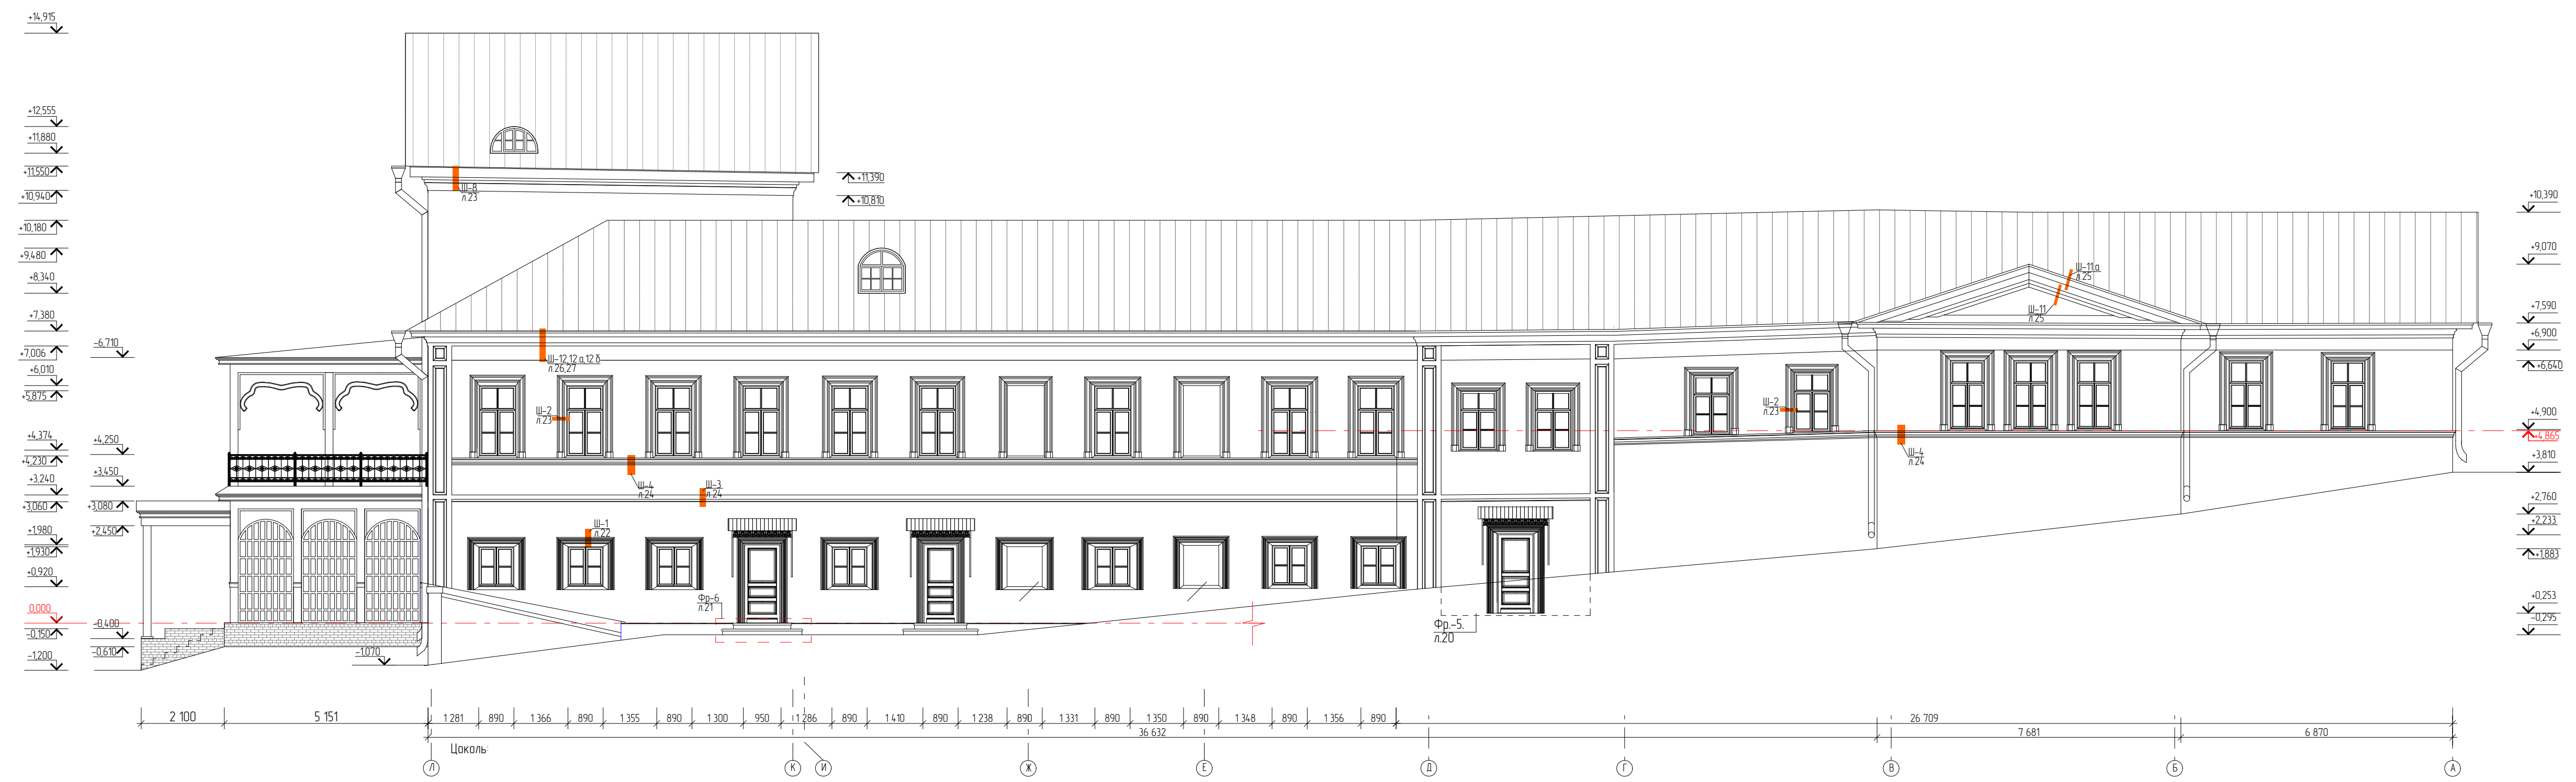 +14,915
+12,555
+11,880
+11,550
+10,940
+10,180
+9,480
+8,340
+7,380
+7,006
+6,010
+5,875
+4,374
+4,230
+3,240
+3,060
+1,980
+1,930
+0,920
0,000
-0,150
-1,200
-6,710
+4,250
+3,450
+3,080
+2,450
-0,400
-0,610
-1,070
+11,390
+10,810
Ш-8
л.23
Ш-12,12 а,12 б
л.26,27
Ш-2
л.23
Ш-4
л.24
Ш-3
л.24
Ш-1
л.22
Фр-6
л.21
Фр.-5.
л.20
Ш-11 а
л.25
Ш-11
л.25
Ш-2
л.23
Ш-4
л.24
+10,390
+9,070
+7,590
+6,900
+6,640
+4,900
+4,865
+3,810
+2,760
+2,233
+1,883
+0,253
-0,295
2 100
5 151
1 281 890 1 366 890 1 355 890 1 300 950 1 286 890 1 410 890 1 238 890 1 331 890 1 350 890 1 348 890 1 356 890 26 709
36 632 7 681 6 870
Цоколь:
Л К И Ж Е Д Г В Б А